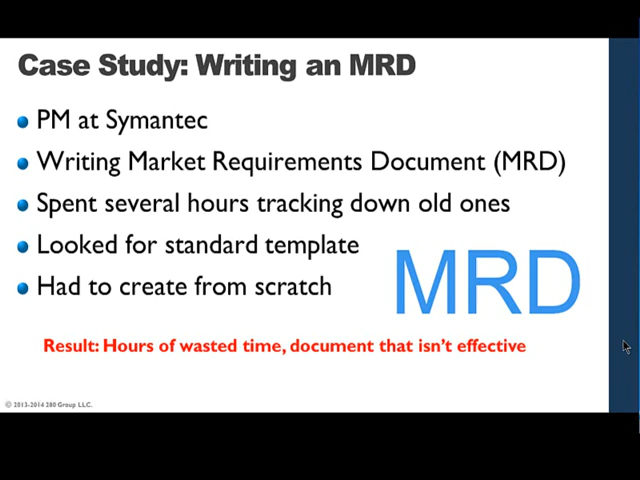 Case Study: Writing an MRD
PM at Symantec
Writing Market Requirements Document (MRD)
Spent several hours tracking down old ones
Looked for standard template
Had to create from scratch
MRD
Result: Hours of wasted time, document that isn't effective
© 2013-2014 280 Group LLC.